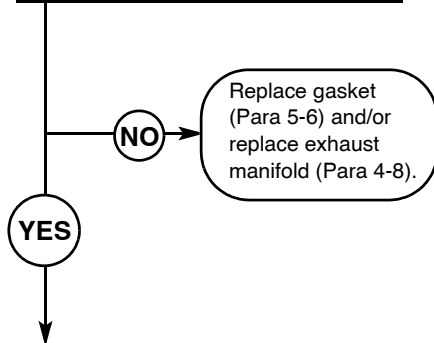 NO
Replace gasket
(Para 5-6) and/or
replace exhaust
manifold (Para 4-8).
YES